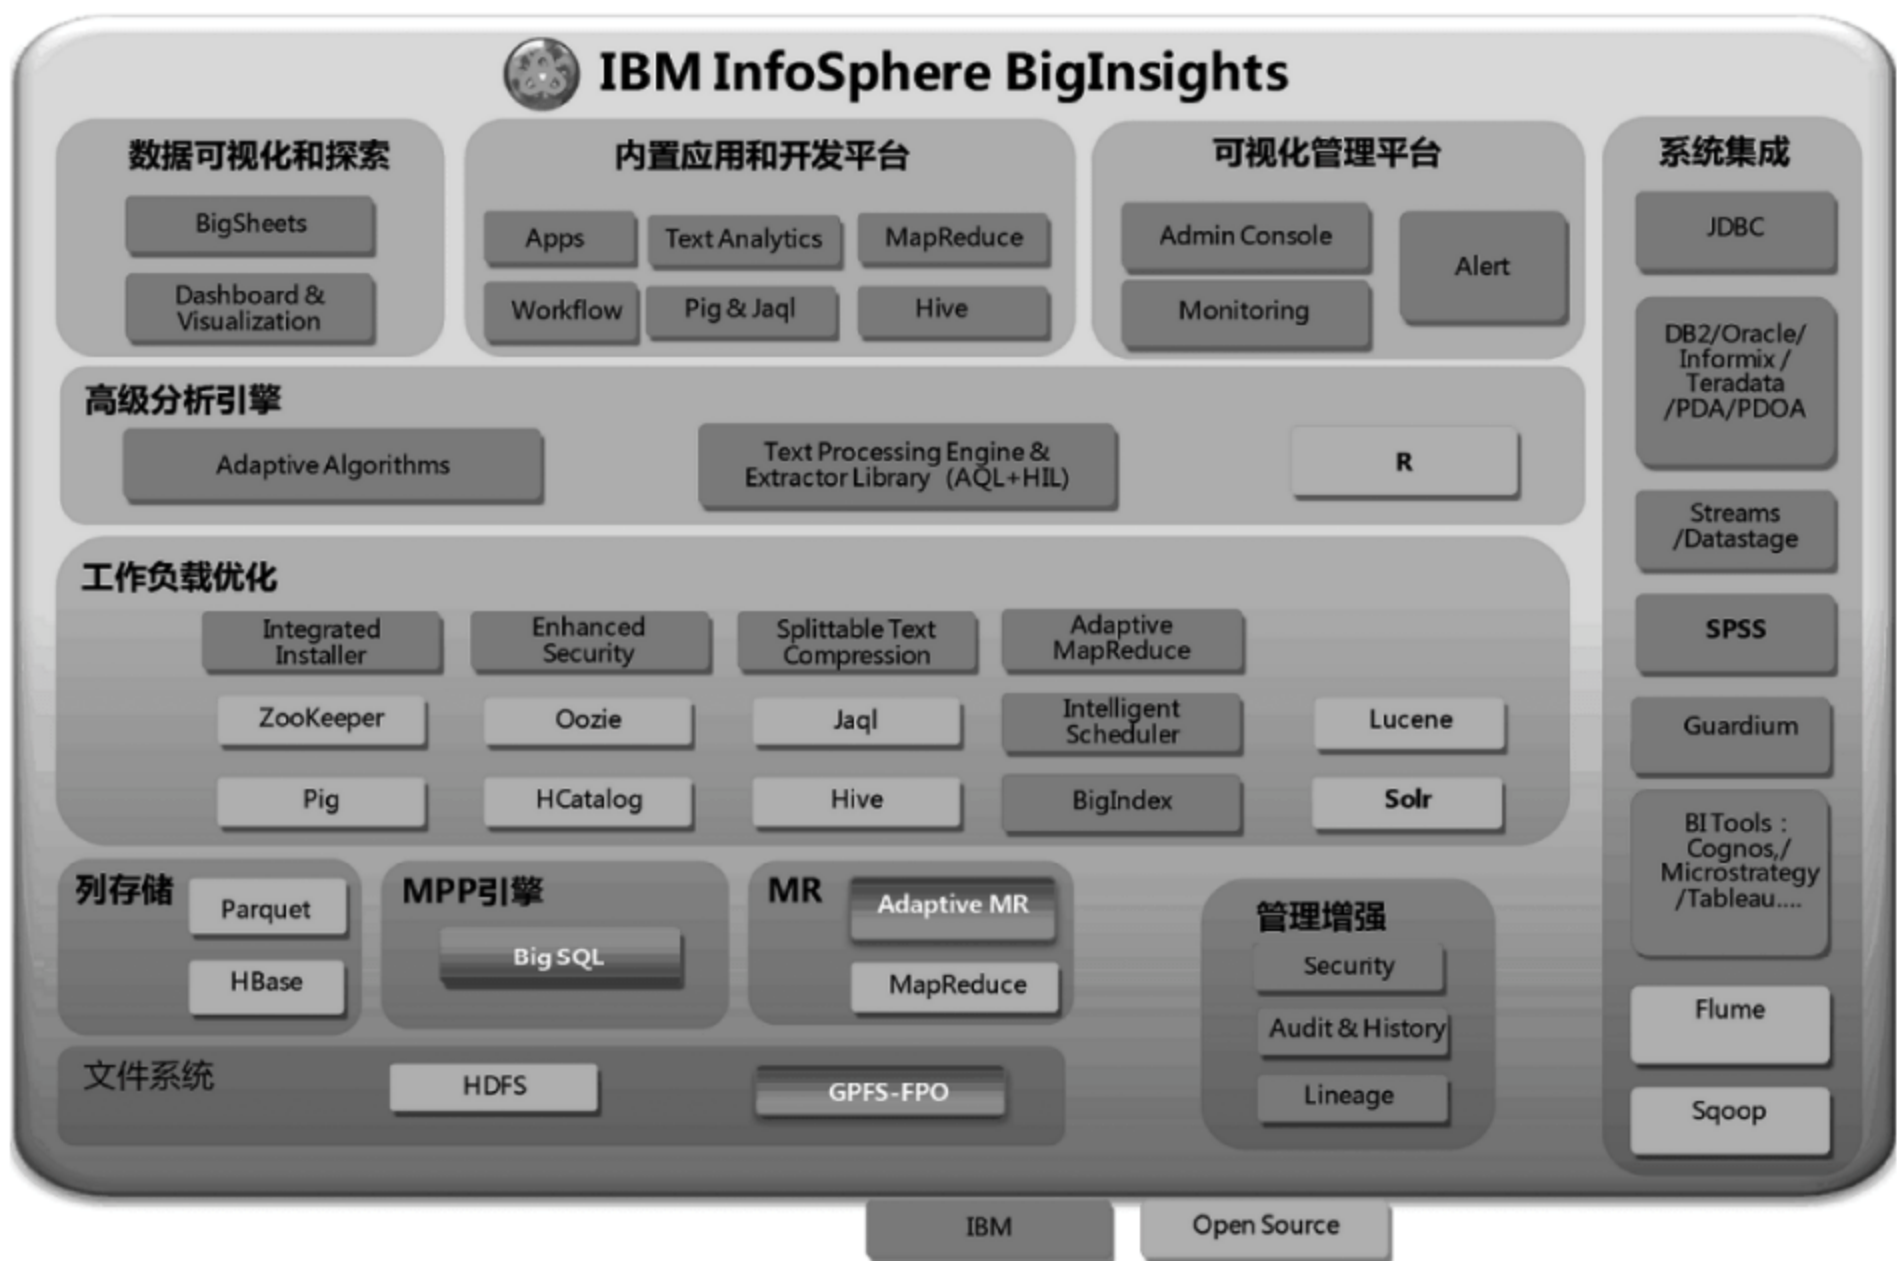 IBM InfoSphere BigInsights
数据可视化和探索
BigSheets
Dashboard &
Visualization
内置应用和开发平台
Apps
Text Analytics
MapReduce
Workflow
Pig & Jaql
Hive
可视化管理平台
Admin Console
Monitoring
Alert
系统集成
JDBC
DB2/Oracle/
Informix /
Teradata
/PDA/PDOA
Streams
/Datastage
SPSS
Guardium
BI Tools：
Cognos,/
Microstrategy
/Tableau....
Flume
Sqoop
高级分析引擎
Adaptive Algorithms
Text Processing Engine &
Extractor Library (AQL+HIL)
R
工作负载优化
Integrated
Installer
Enhanced
Security
Splittable Text
Compression
Adaptive
MapReduce
ZooKeeper
Oozie
Jaql
Intelligent
Scheduler
Lucene
Pig
HCatalog
Hive
BigIndex
Solr
列存储
Parquet
HBase
MPP引擎
Big SQL
MR
Adaptive MR
MapReduce
管理增强
Security
Audit & History
Lineage
文件系统
HDFS
GPFS-FPO
IBM
Open Source